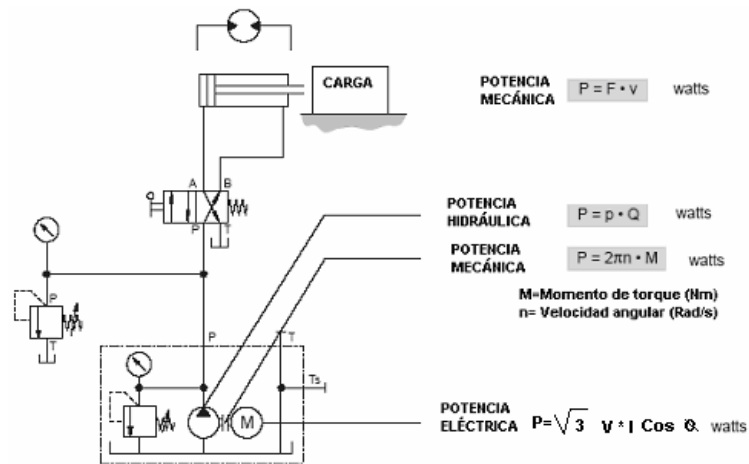 CARGA
POTENCIA
MECÁNICA
P = F • v
watts
A
B
P
T
POTENCIA
HIDRÁULICA
P = p • Q
watts
POTENCIA
MECÁNICA
P = 2πn • M
watts
M=Momento de torque (Nm)
n= Velocidad angular (Rad/s)
P
T
P
T
Ts
M
POTENCIA
ELÉCTRICA
P=√3 V * I Cos
watts